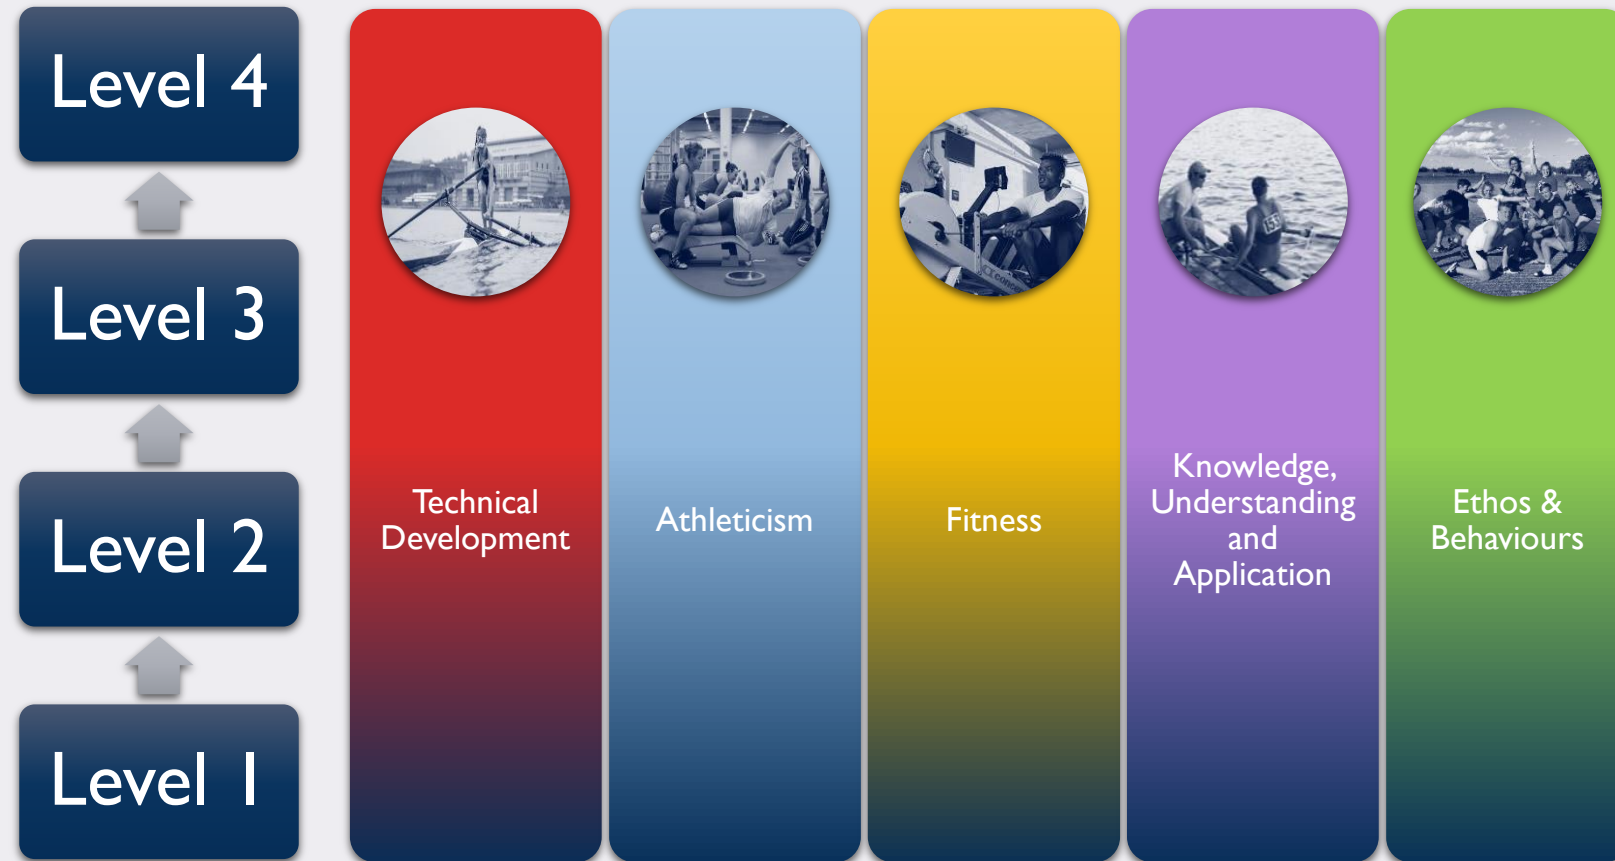 Level 4
Level 3
Level 2
Level 1
Technical
Development
Athleticism
Fitness
Knowledge,
Understanding
and
Application
Ethos &
Behaviours